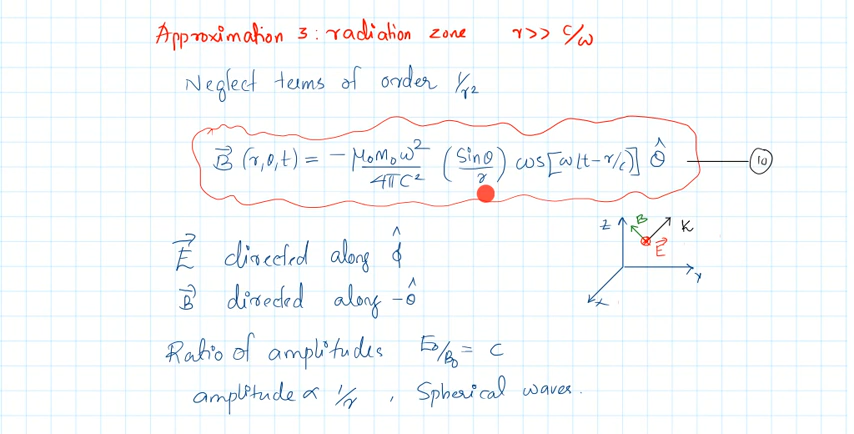 Approximation 3: radiation zone r>> c/ω
Neglect terms of order 1/r²
B⃗ (r,θ,t) = - μ₀m₀ω²/4πc² (Sinθ/r) cos[ω(t-r/c)] θ̂ 10
Z B K
E⃗
E⃗ directed along ϕ̂
Y
B⃗ directed along -θ̂
X
Ratio of amplitudes E₀/B₀ = c
amplitude ∝ 1/r , Spherical waves.